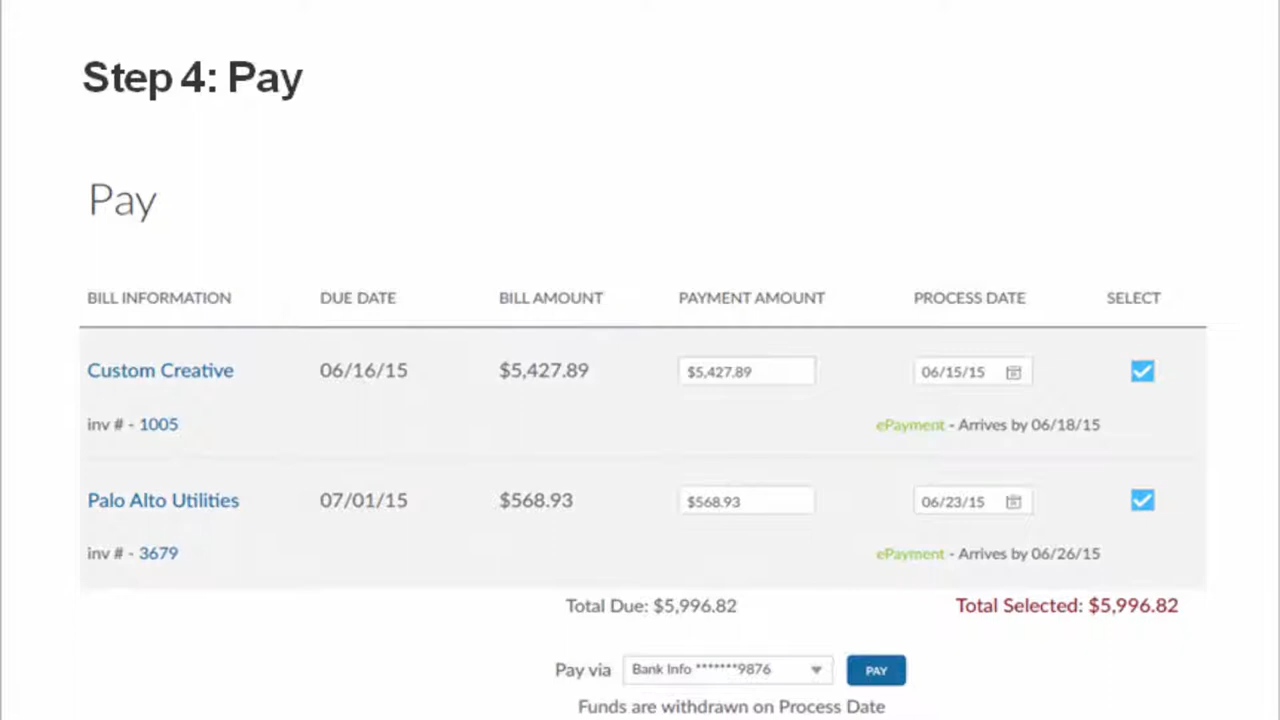 Step 4: Pay
Pay
BILL INFORMATION DUE DATE BILL AMOUNT PAYMENT AMOUNT PROCESS DATE SELECT
Custom Creative 06/16/15 $5,427.89 $5,427.89 06/15/15
inv # - 1005 ePayment - Arrives by 06/18/15
Palo Alto Utilities 07/01/15 $568.93 $568.93 06/23/15
inv # - 3679 ePayment - Arrives by 06/26/15
Total Due: $5,996.82 Total Selected: $5,996.82
Pay via Bank Info *******9876 PAY
Funds are withdrawn on Process Date